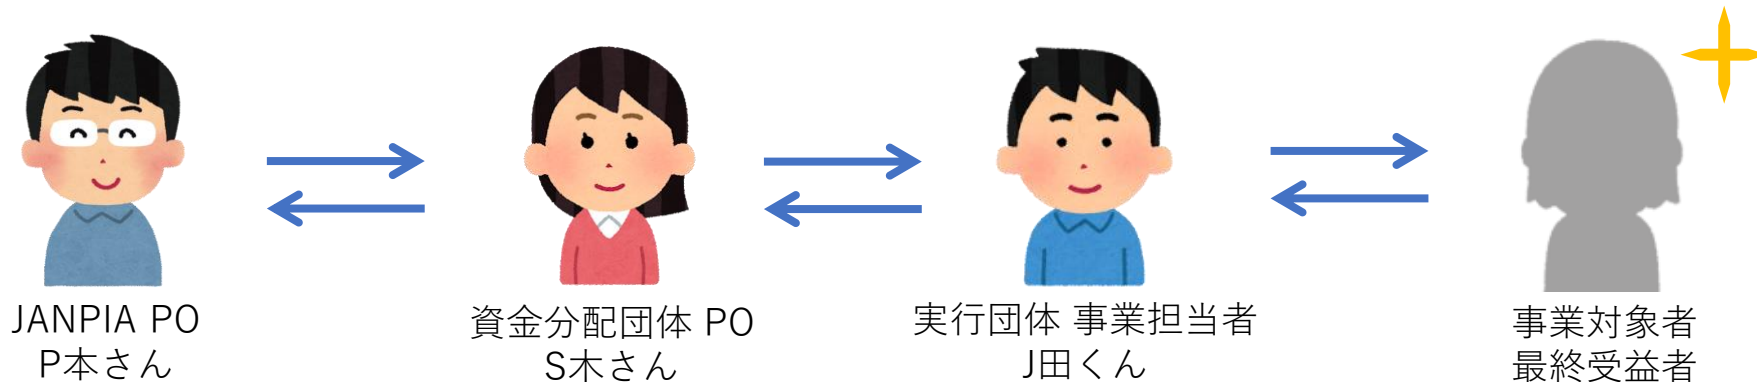 JANPIA PO
P本さん
資金分配団体 PO
S木さん
実行団体 事業担当者
J田くん
事業対象者
最終受益者